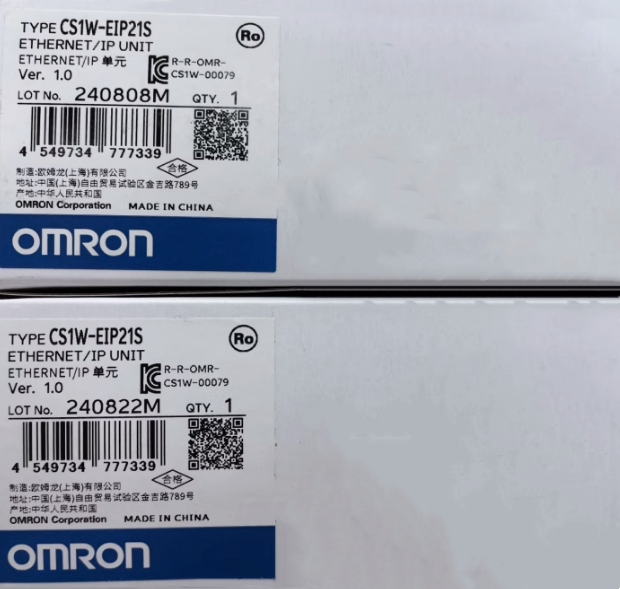 TYPE CS1W-EIP21S
Ro
ETHERNET/IP UNIT
ETHERNET/IP 单元
R-R-OMR-
Ver. 1.0
CS1W-00079
LOT No. 240808M QTY. 1
4 549734 777339
合格
制造:欧姆龙(上海)有限公司
地址:中国(上海)自由贸易试验区金吉路789号
产地:中华人民共和国
OMRON Corporation MADE IN CHINA
OMRON
TYPE CS1W-EIP21S
Ro
ETHERNET/IP UNIT
ETHERNET/IP 单元
R-R-OMR-
Ver. 1.0
CS1W-00079
LOT No. 240822M QTY. 1
4 549734 777339
合格
制造:欧姆龙(上海)有限公司
地址:中国(上海)自由贸易试验区金吉路789号
产地:中华人民共和国
OMRON Corporation MADE IN CHINA
OMRON